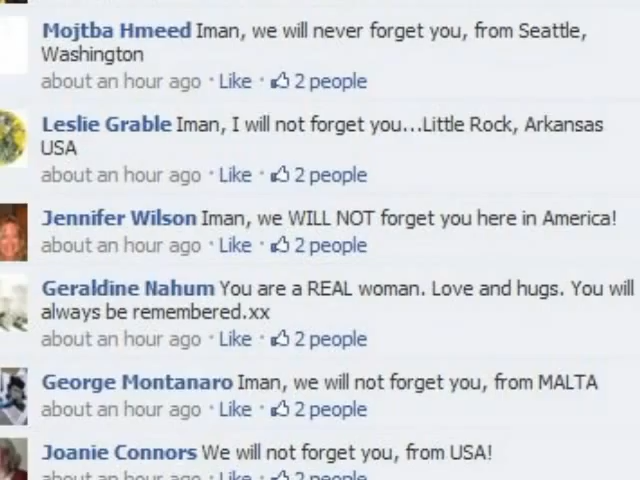 Mojtba Hmeed Iman, we will never forget you, from Seattle,
Washington
about an hour ago · Like · 2 people
Leslie Grable Iman, I will not forget you...Little Rock, Arkansas
USA
about an hour ago · Like · 2 people
Jennifer Wilson Iman, we WILL NOT forget you here in America!
about an hour ago · Like · 2 people
Geraldine Nahum You are a REAL woman. Love and hugs. You will
always be remembered.xx
about an hour ago · Like · 2 people
George Montanaro Iman, we will not forget you, from MALTA
about an hour ago · Like · 2 people
Joanie Connors We will not forget you, from USA!
about an hour ago · Like · 2 people